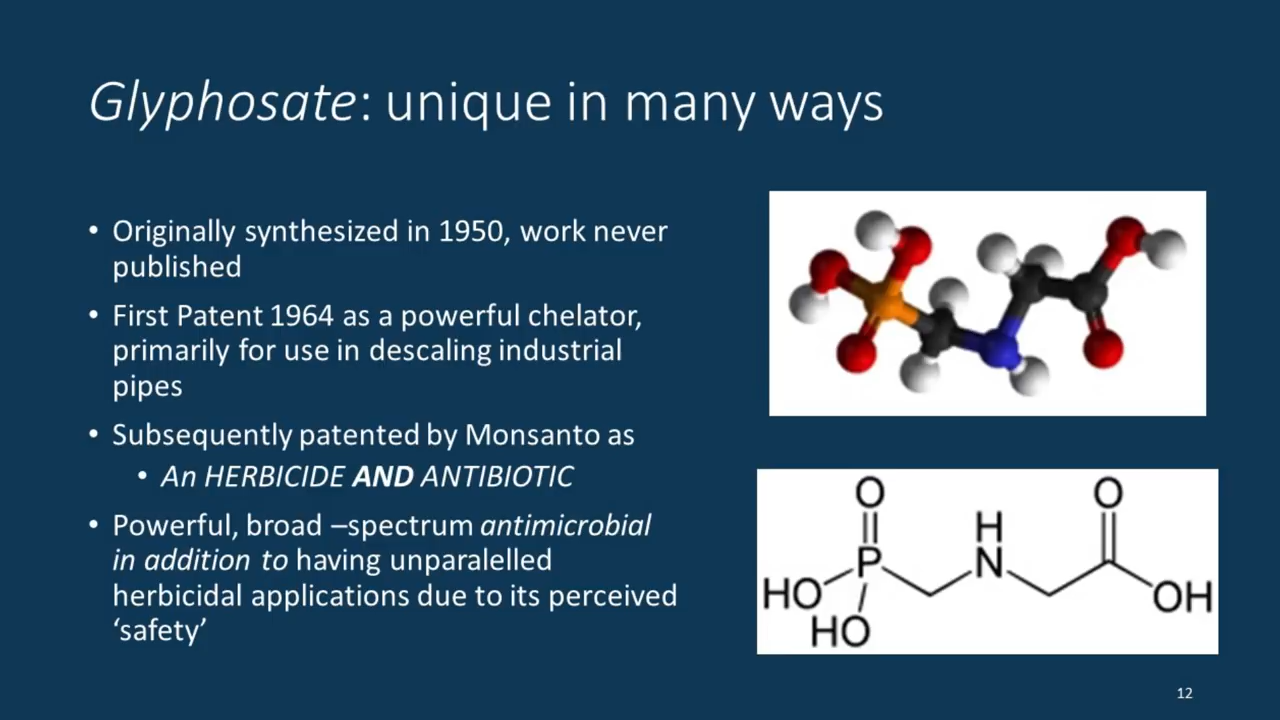 Glyphosate: unique in many ways
• Originally synthesized in 1950, work never
published
• First Patent 1964 as a powerful chelator,
primarily for use in descaling industrial
pipes
• Subsequently patented by Monsanto as
• An HERBICIDE AND ANTIBIOTIC
• Powerful, broad –spectrum antimicrobial
in addition to having unparalelled
herbicidal applications due to its perceived
‘safety’
O
O
H
P
N
HO
OH
HO
12